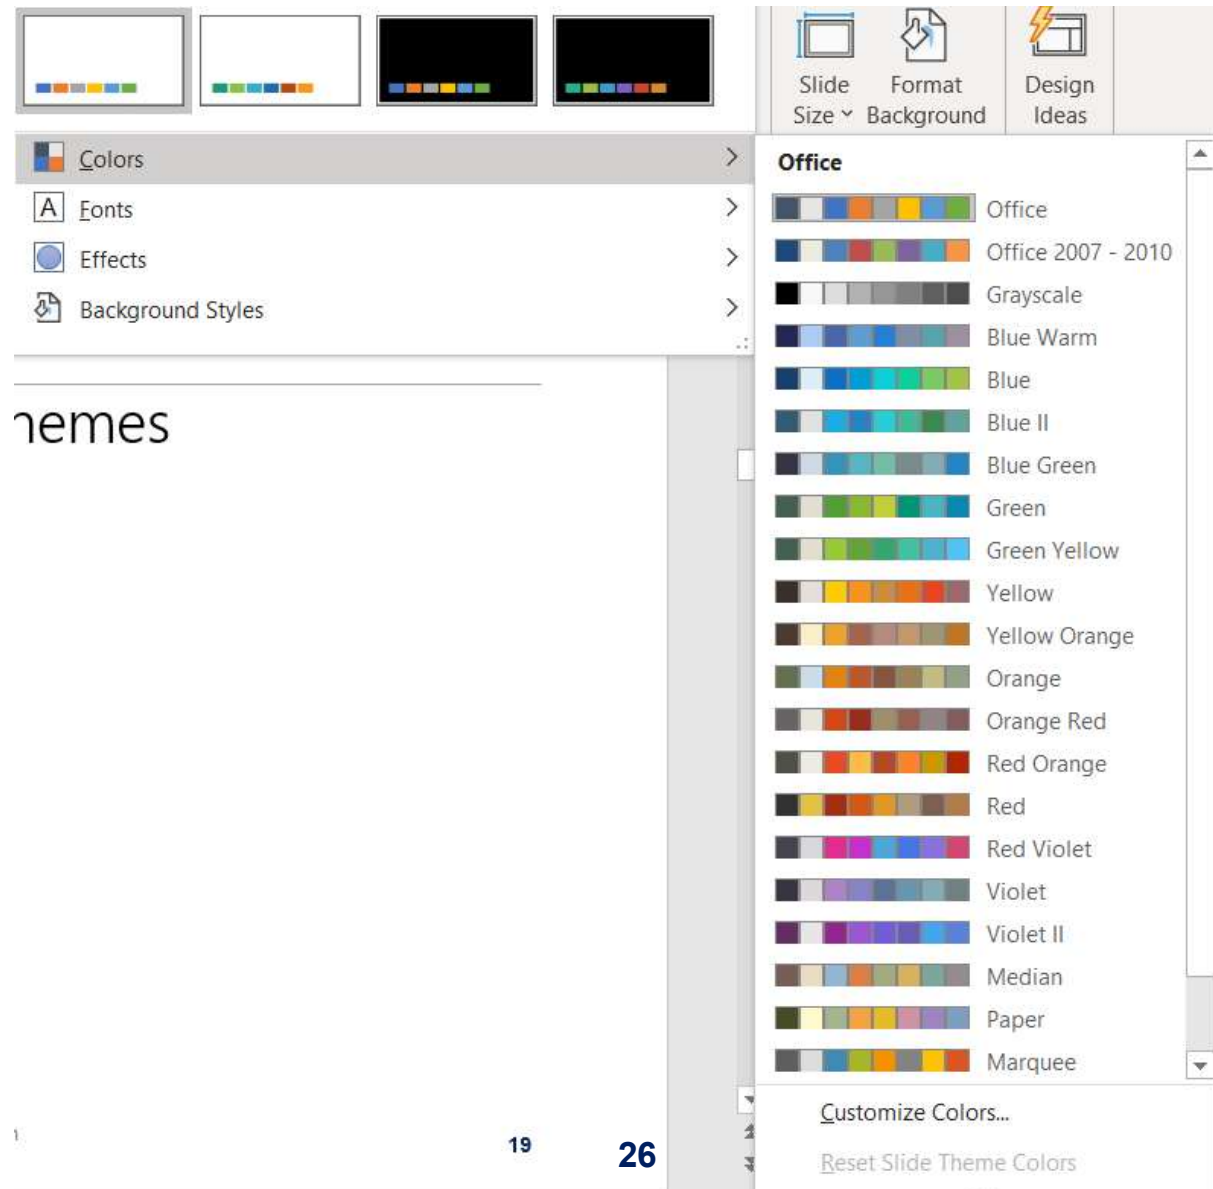 Slide
Size
Format
Background
Design
Ideas
Colors
Fonts
Effects
Background Styles
Office
Office
Office 2007 - 2010
Grayscale
Blue Warm
Blue
Blue II
Blue Green
Green
Green Yellow
Yellow
Yellow Orange
Orange
Orange Red
Red Orange
Red
Red Violet
Violet
Violet II
Median
Paper
Marquee
Customize Colors...
Reset Slide Theme Colors
hemes
19
26